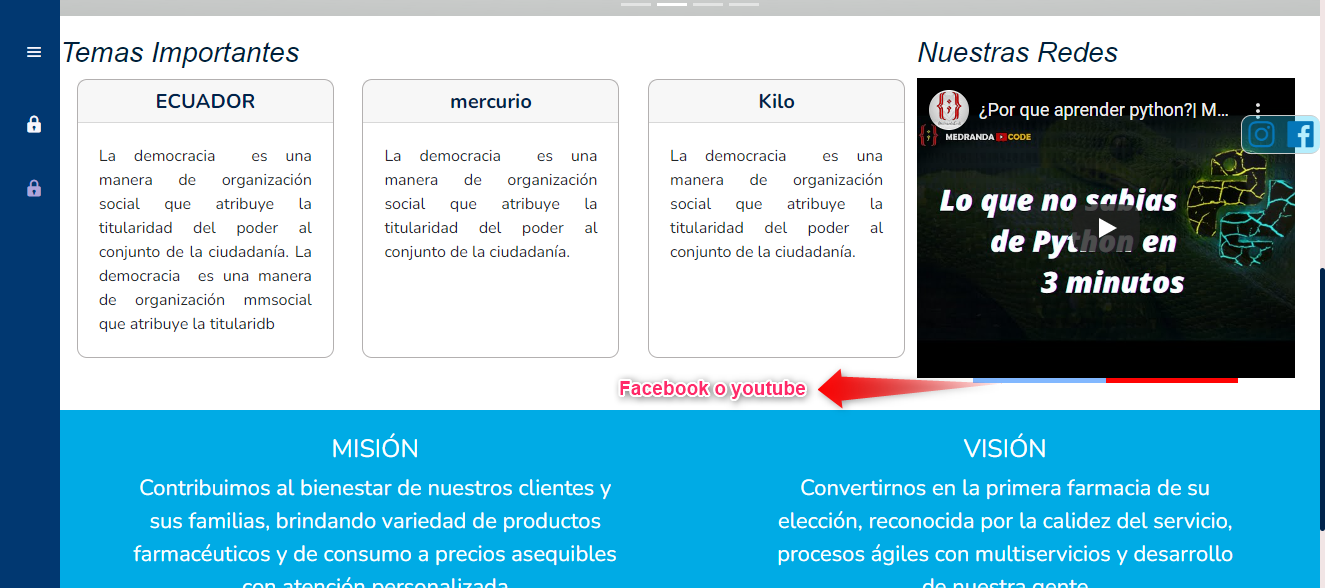 Temas Importantes
Nuestras Redes
ECUADOR
La democracia es una
manera de organización
social que atribuye la
titularidad del poder al
conjunto de la ciudadanía. La
democracia es una manera
de organización mmsocial
que atribuye la titularidb
mercurio
La democracia es una
manera de organización
social que atribuye la
titularidad del poder al
conjunto de la ciudadanía.
Kilo
La democracia es una
manera de organización
social que atribuye la
titularidad del poder al
conjunto de la ciudadanía.
¿Por que aprender python?| M...
MEDRANDA CODE
Lo que no sabias
de Python en
3 minutos
Facebook o youtube
MISIÓN
Contribuimos al bienestar de nuestros clientes y
sus familias, brindando variedad de productos
farmacéuticos y de consumo a precios asequibles
con atención personalizada.
VISIÓN
Convertirnos en la primera farmacia de su
elección, reconocida por la calidez del servicio,
procesos ágiles con multiservicios y desarrollo
de nuestra gente.